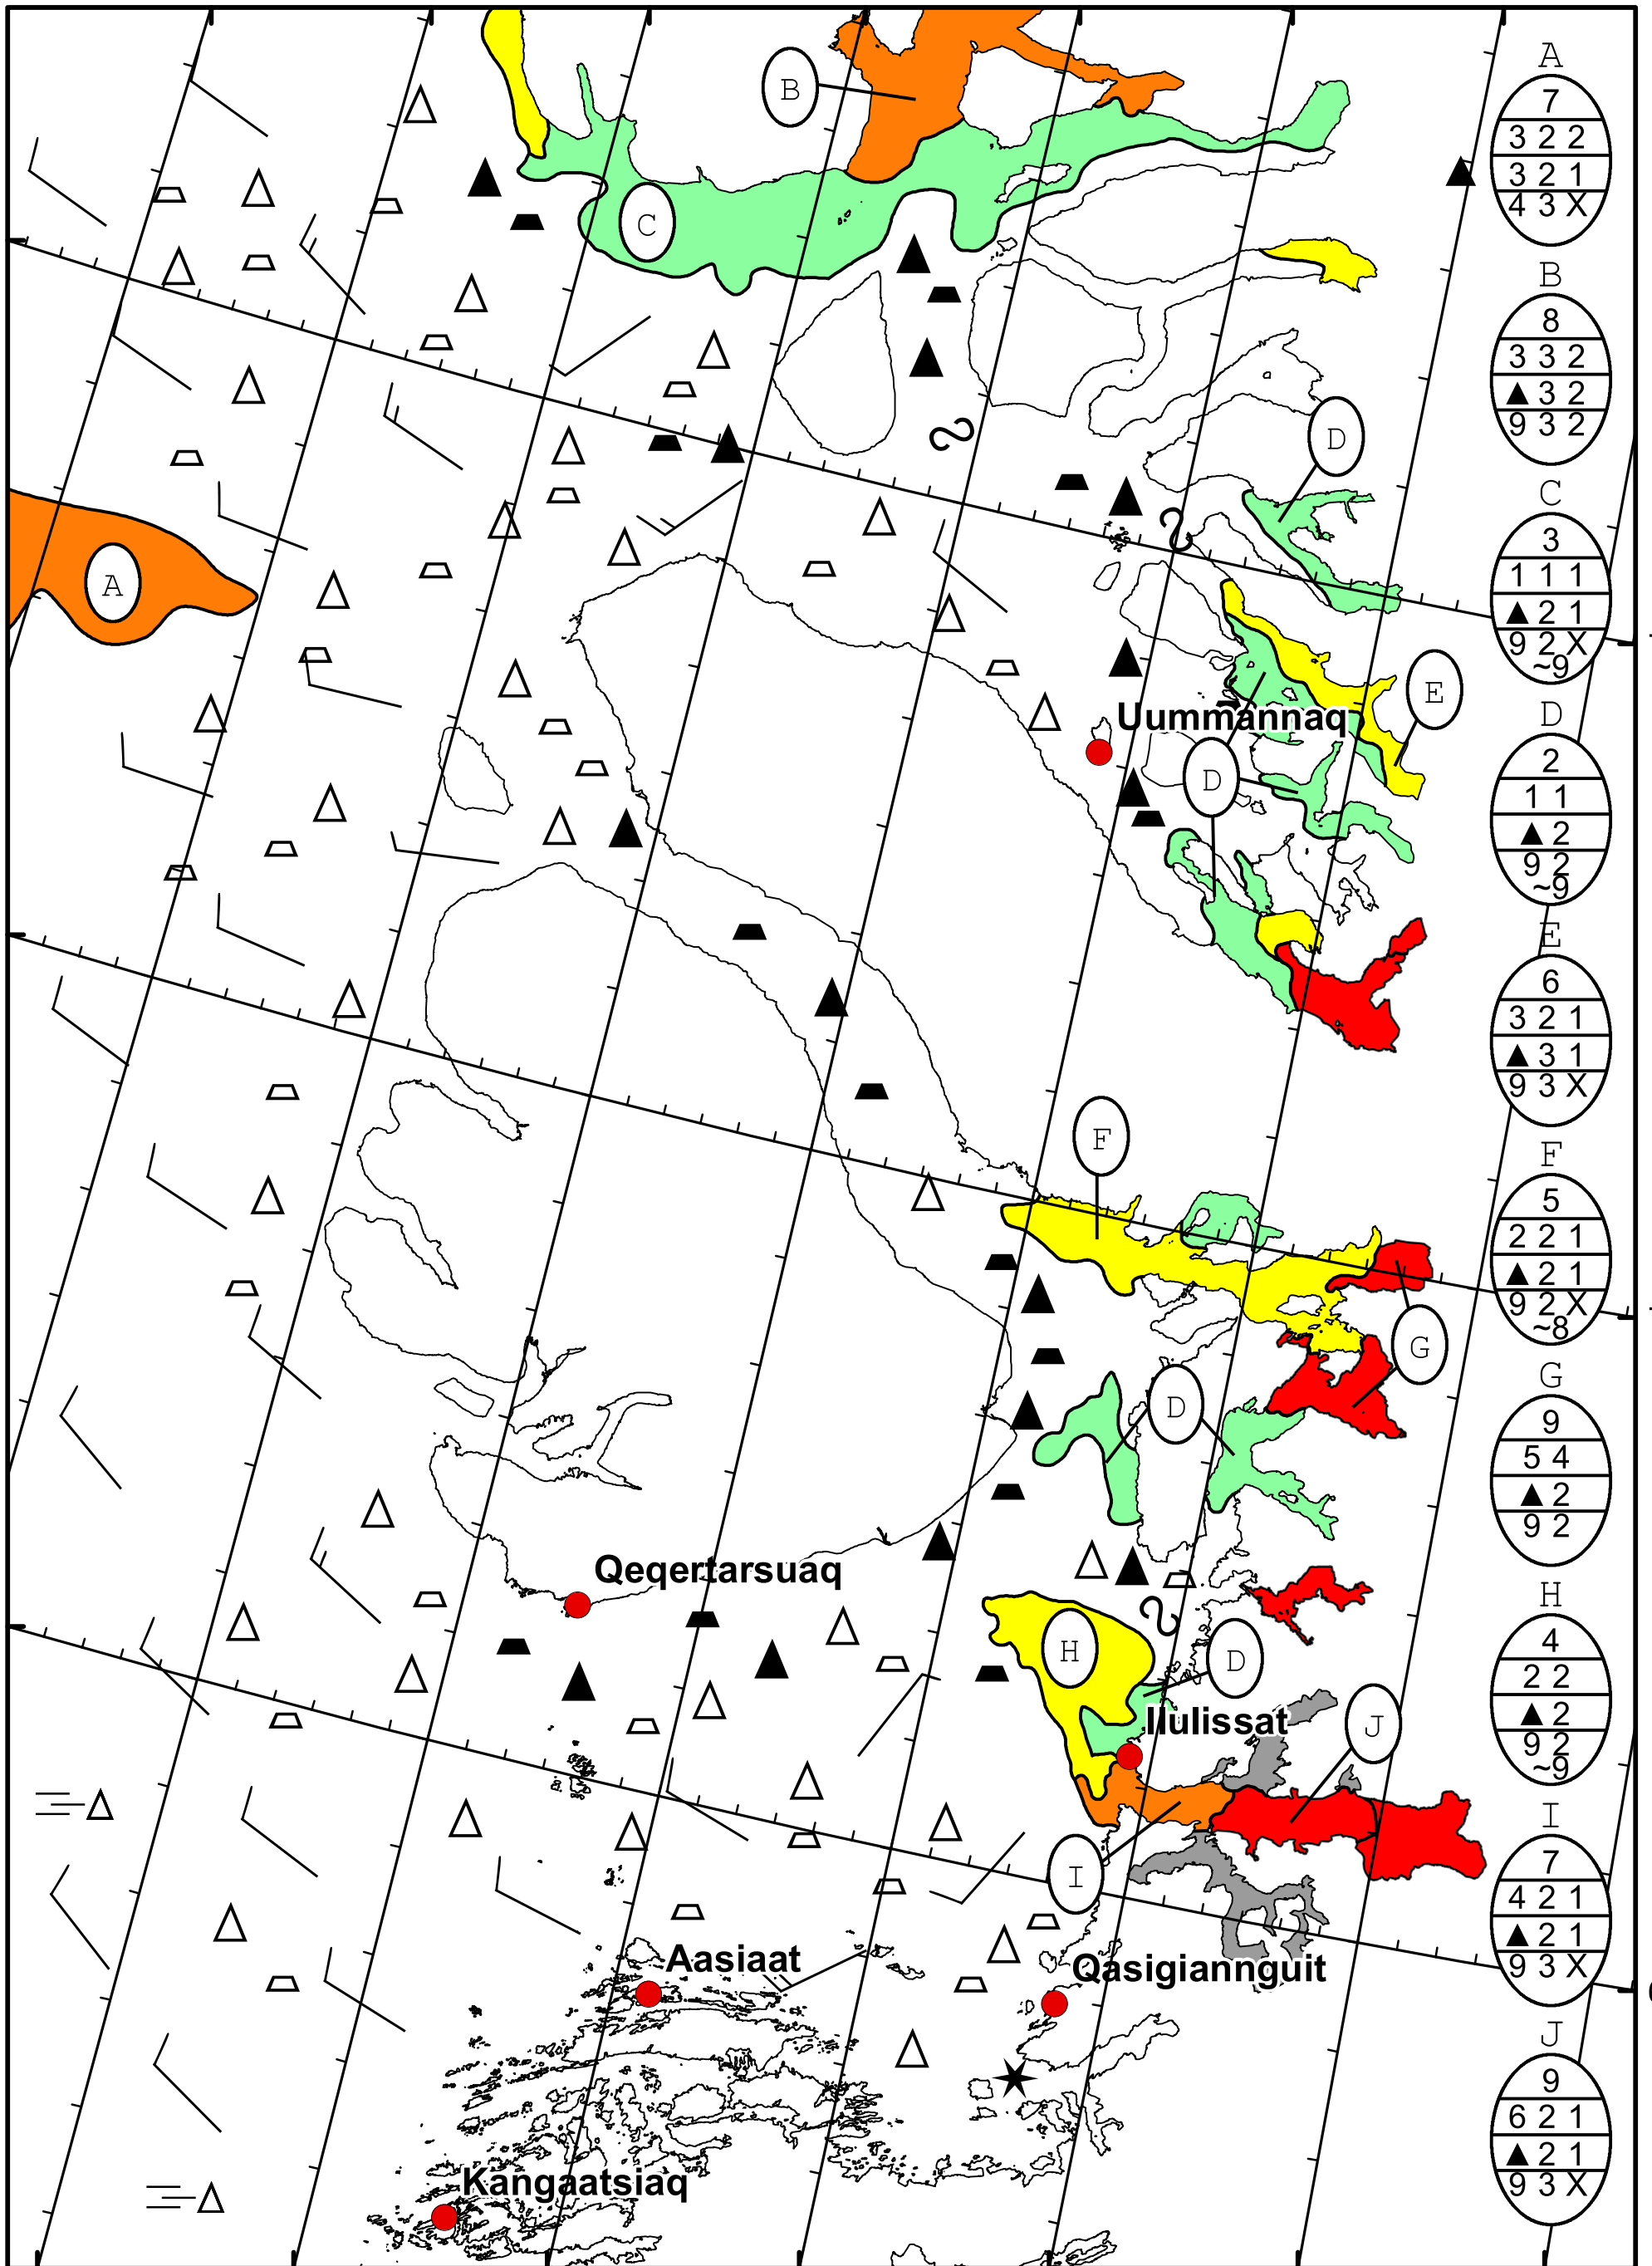 A
7
3 2 2
3 2 1
4 3 X
B
8
3 3 2
▲ 3 2
9 3 2
C
3
1 1 1
▲ 2 1
9 2 X
~9
D
2
1 1
▲ 2
9 2
~9
E
6
3 2 1
▲ 3 1
9 3 X
F
5
2 2 1
▲ 2 1
9 2 X
~8
G
9
5 4
▲ 2
9 2
H
4
2 2
▲ 2
9 2
~9
I
7
4 2 1
▲ 2 1
9 3 X
J
9
6 2 1
▲ 2 1
9 3 X
B
C
D
A
E
Uummannaq
D
F
G
D
Qeqertarsuaq
H
D
Ilulissat
J
I
Aasiaat
Qasigiannguit
Kangaatsiaq